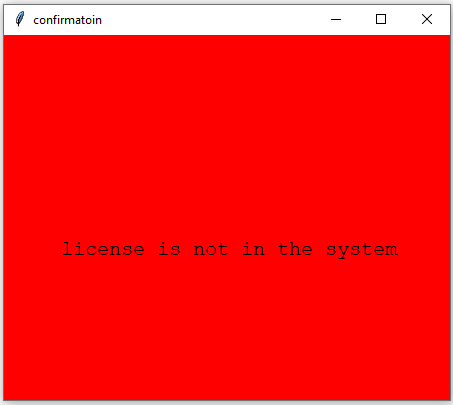 confirmatoin
license is not in the system